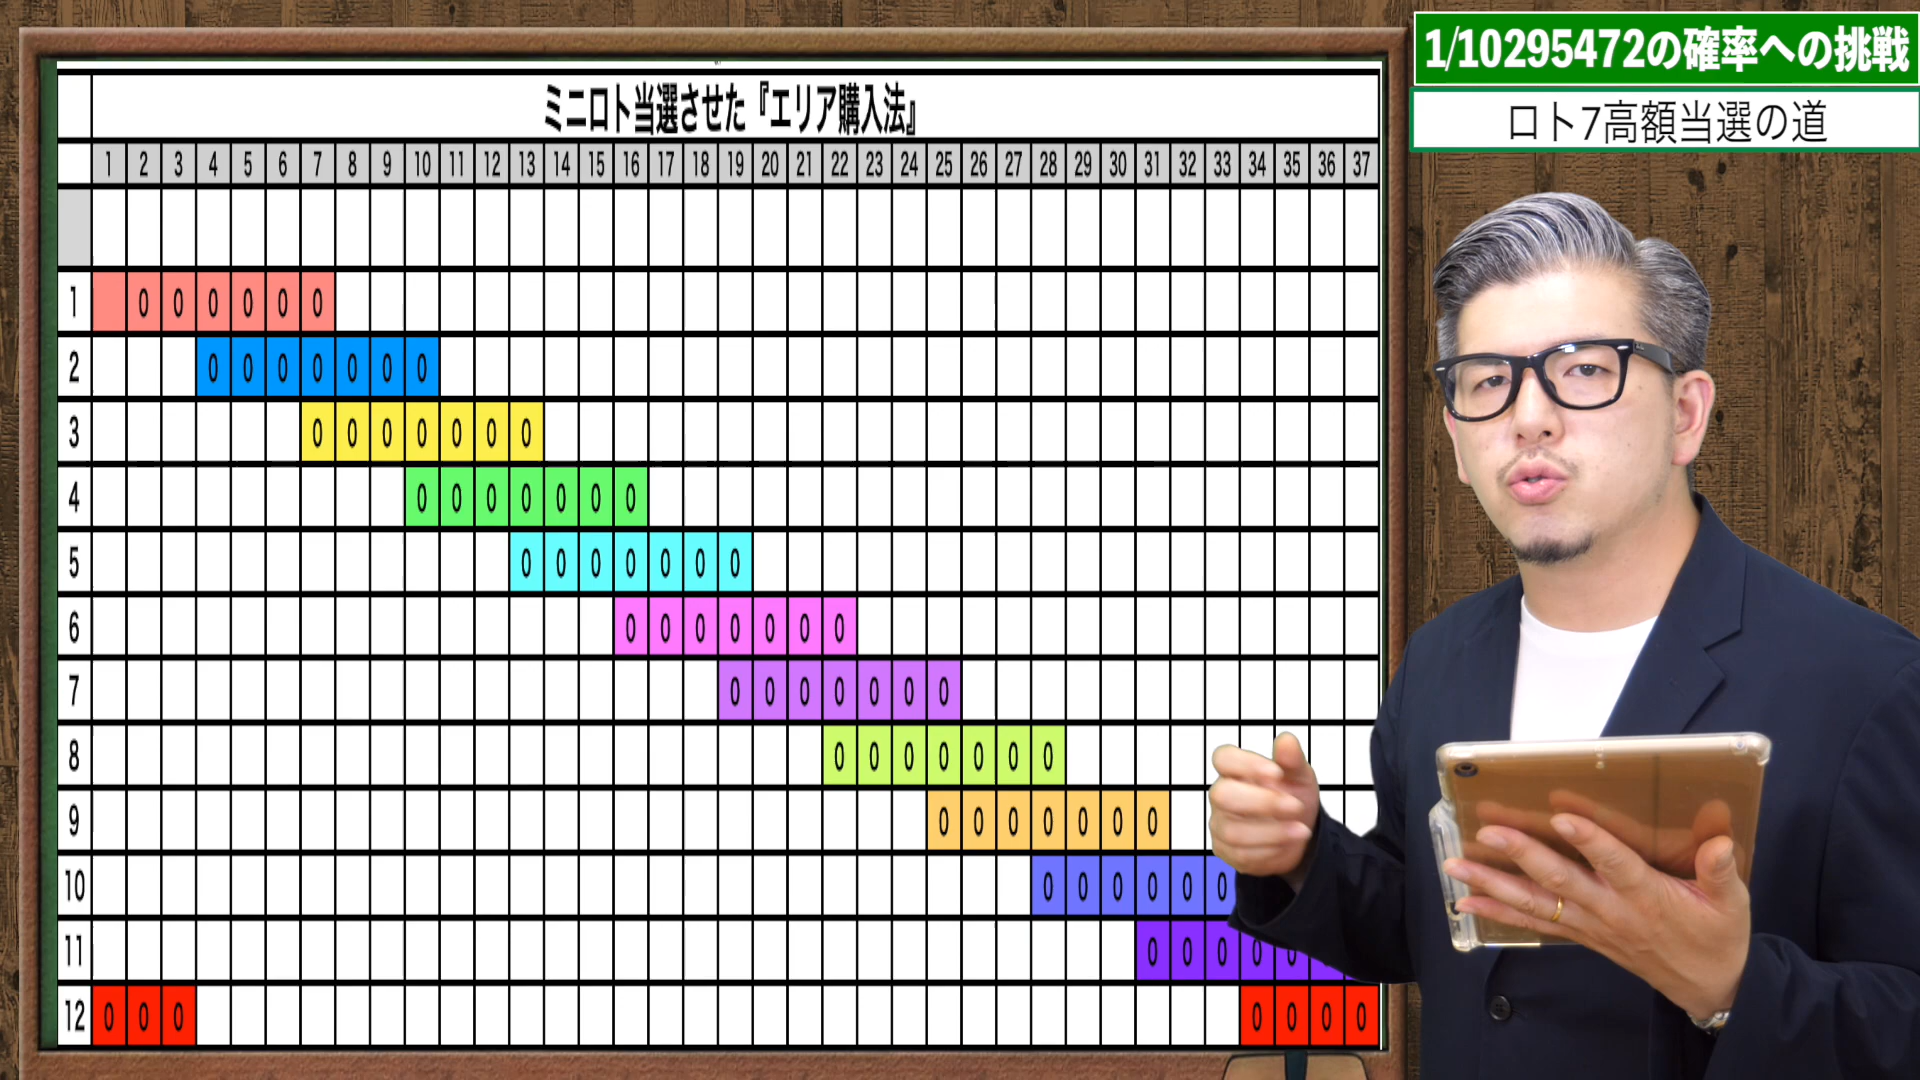 1/10295472の確率への挑戦
ロト7高額当選の道
ミニロト当選させた『エリア購入法』
1 2 3 4 5 6 7 8 9 10 11 12 13 14 15 16 17 18 19 20 21 22 23 24 25 26 27 28 29 30 31 32 33 34 35 36 37
1 0 0 0 0 0 0
2 0 0 0 0 0 0 0
3 0 0 0 0 0 0 0
4 0 0 0 0 0 0 0
5 0 0 0 0 0 0 0
6 0 0 0 0 0 0 0
7 0 0 0 0 0 0 0
8 0 0 0 0 0 0 0
9 0 0 0 0 0 0 0
10 0 0 0 0 0 0
11 0 0 0 0 0
12 0 0 0 0 0 0 0